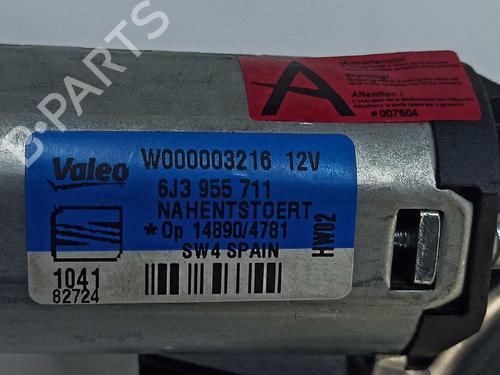 B-PARTS
¡Advertencia!
A
Warning!
Attention !
#007604
Valeo W000003216 12V
6J3 955 711
NAHENTSTOERT
*Op 14890/4781
SW4 SPAIN
HW02
1041
82724